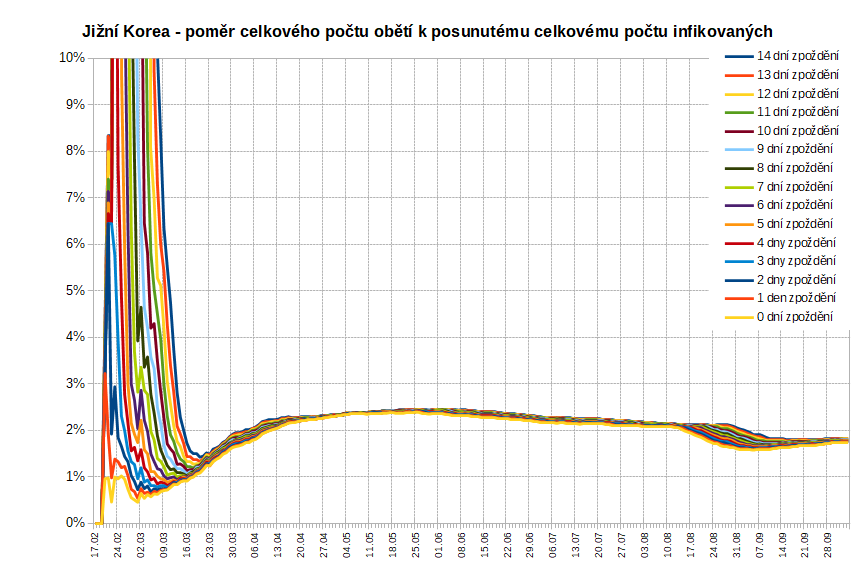 Jižní Korea - poměr celkového počtu obětí k posunutému celkovému počtu infikovaných
10%
9%
8%
7%
6%
5%
4%
3%
2%
1%
0%
14 dní zpoždění
13 dní zpoždění
12 dní zpoždění
11 dní zpoždění
10 dní zpoždění
9 dní zpoždění
8 dní zpoždění
7 dní zpoždění
6 dní zpoždění
5 dní zpoždění
4 dny zpoždění
3 dny zpoždění
2 dny zpoždění
1 den zpoždění
0 dní zpoždění
17.02
24.02
02.03
09.03
16.03
23.03
30.03
06.04
13.04
20.04
27.04
04.05
11.05
18.05
25.05
01.06
08.06
15.06
22.06
29.06
06.07
13.07
20.07
27.07
03.08
10.08
17.08
24.08
31.08
07.09
14.09
21.09
28.09